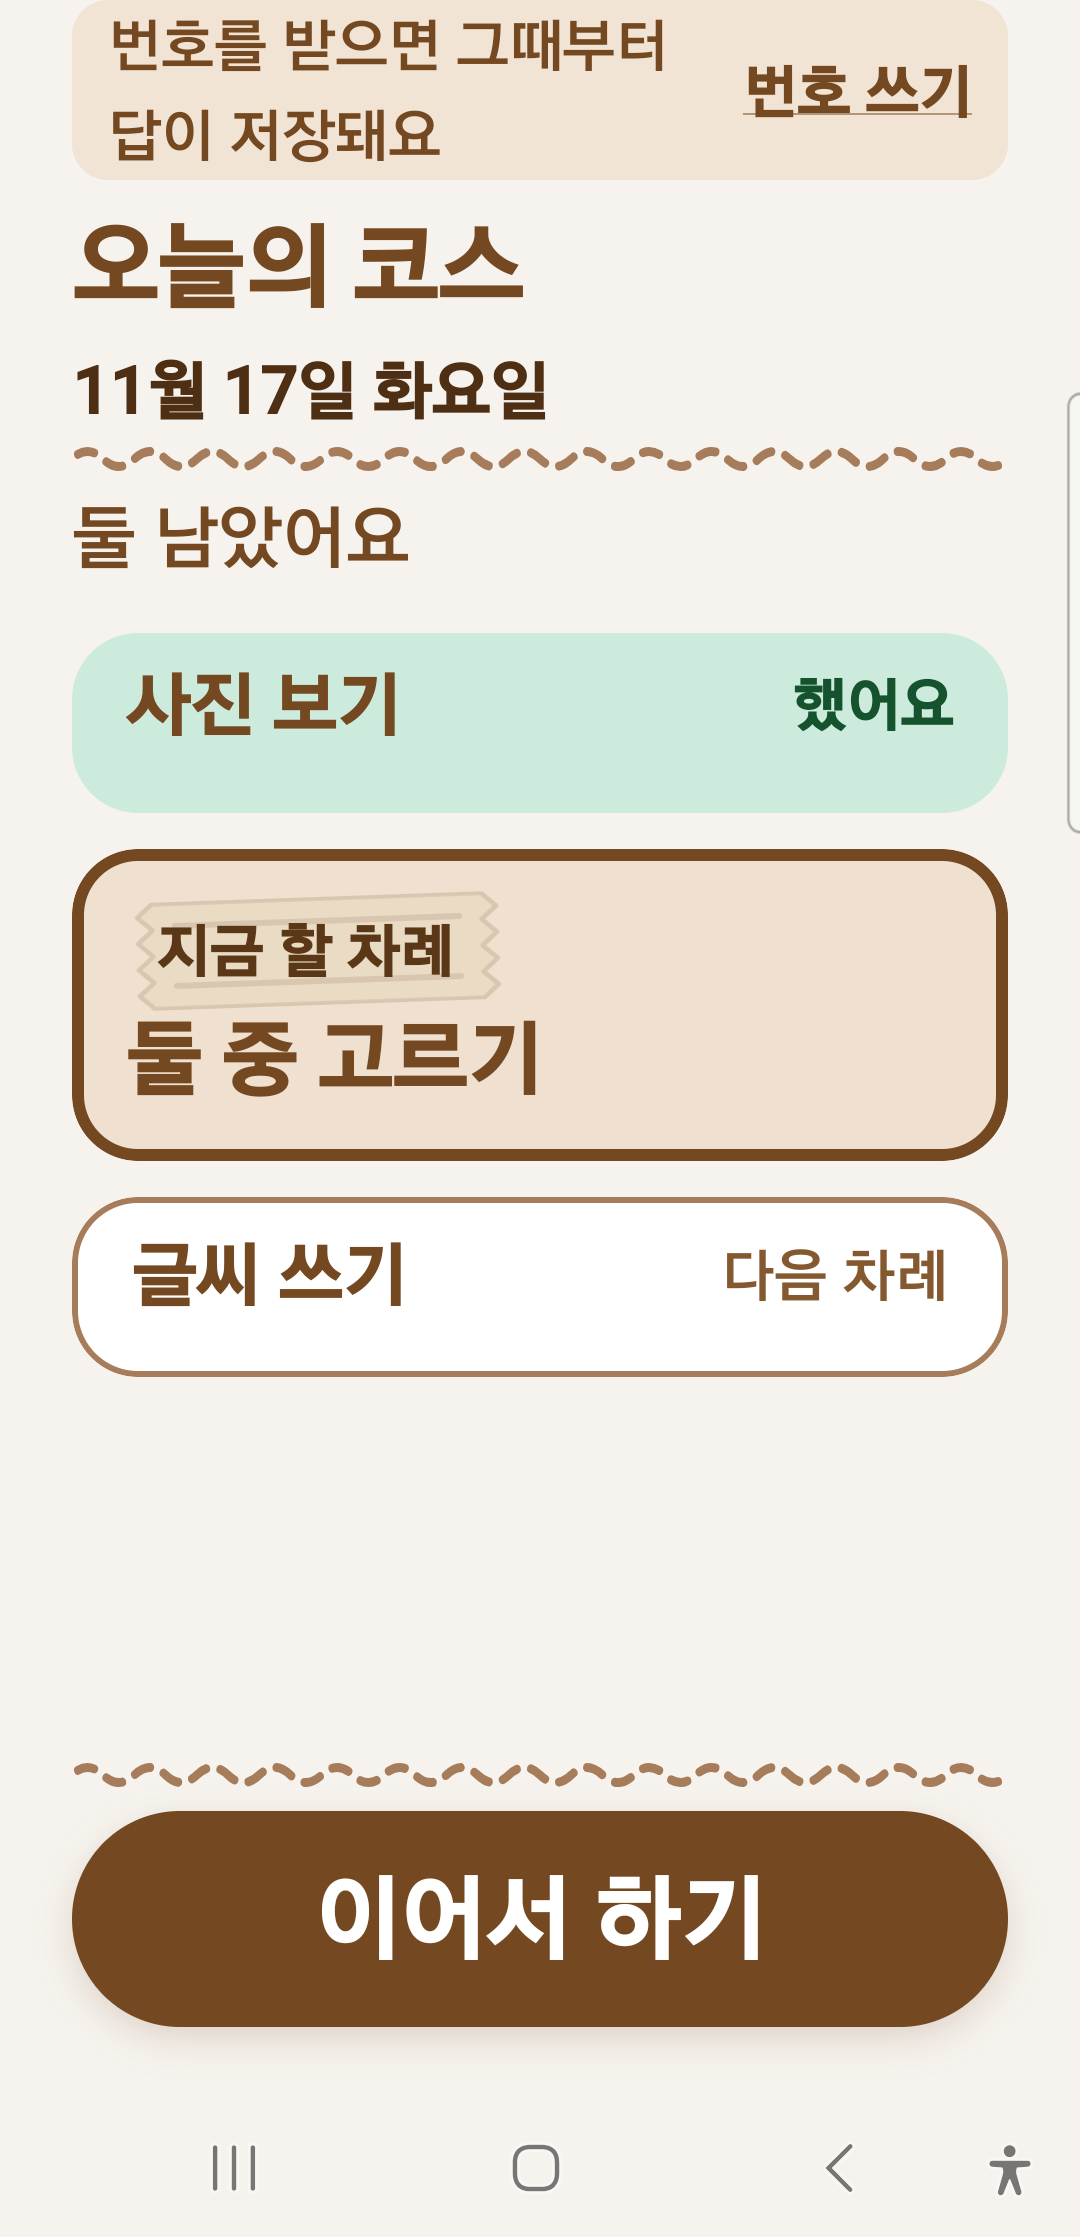 번호를 받으면 그때부터
답이 저장돼요
번호 쓰기
오늘의 코스
11월 17일 화요일
둘 남았어요
사진 보기
했어요
지금 할 차례
둘 중 고르기
글씨 쓰기
다음 차례
이어서 하기